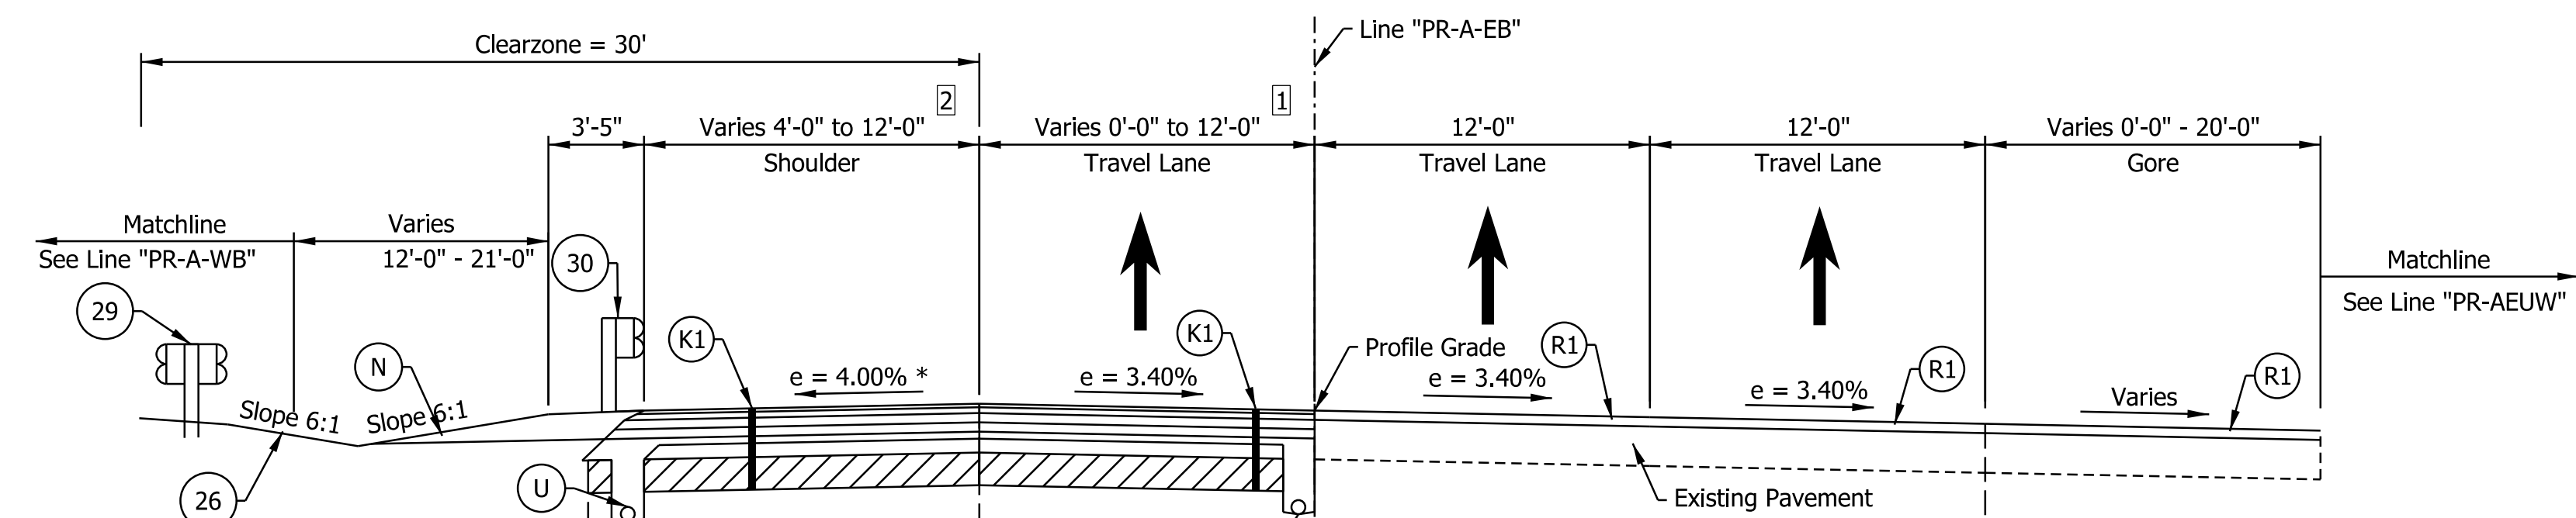 Line "PR-A-EB"
Clearzone = 30'
2
1
3'-5"
Varies 4'-0" to 12'-0"
Shoulder
Varies 0'-0" to 12'-0"
Travel Lane
12'-0"
Travel Lane
12'-0"
Travel Lane
Varies 0'-0" - 20'-0"
Gore
Matchline
See Line "PR-A-WB"
Varies
12'-0" - 21'-0"
Matchline
See Line "PR-AEUW"
30
29
K1
K1
Profile Grade
R1
N
e = 4.00% *
e = 3.40%
e = 3.40%
e = 3.40%
R1
Varies
R1
Slope 6:1
Slope 6:1
26
U
Existing Pavement